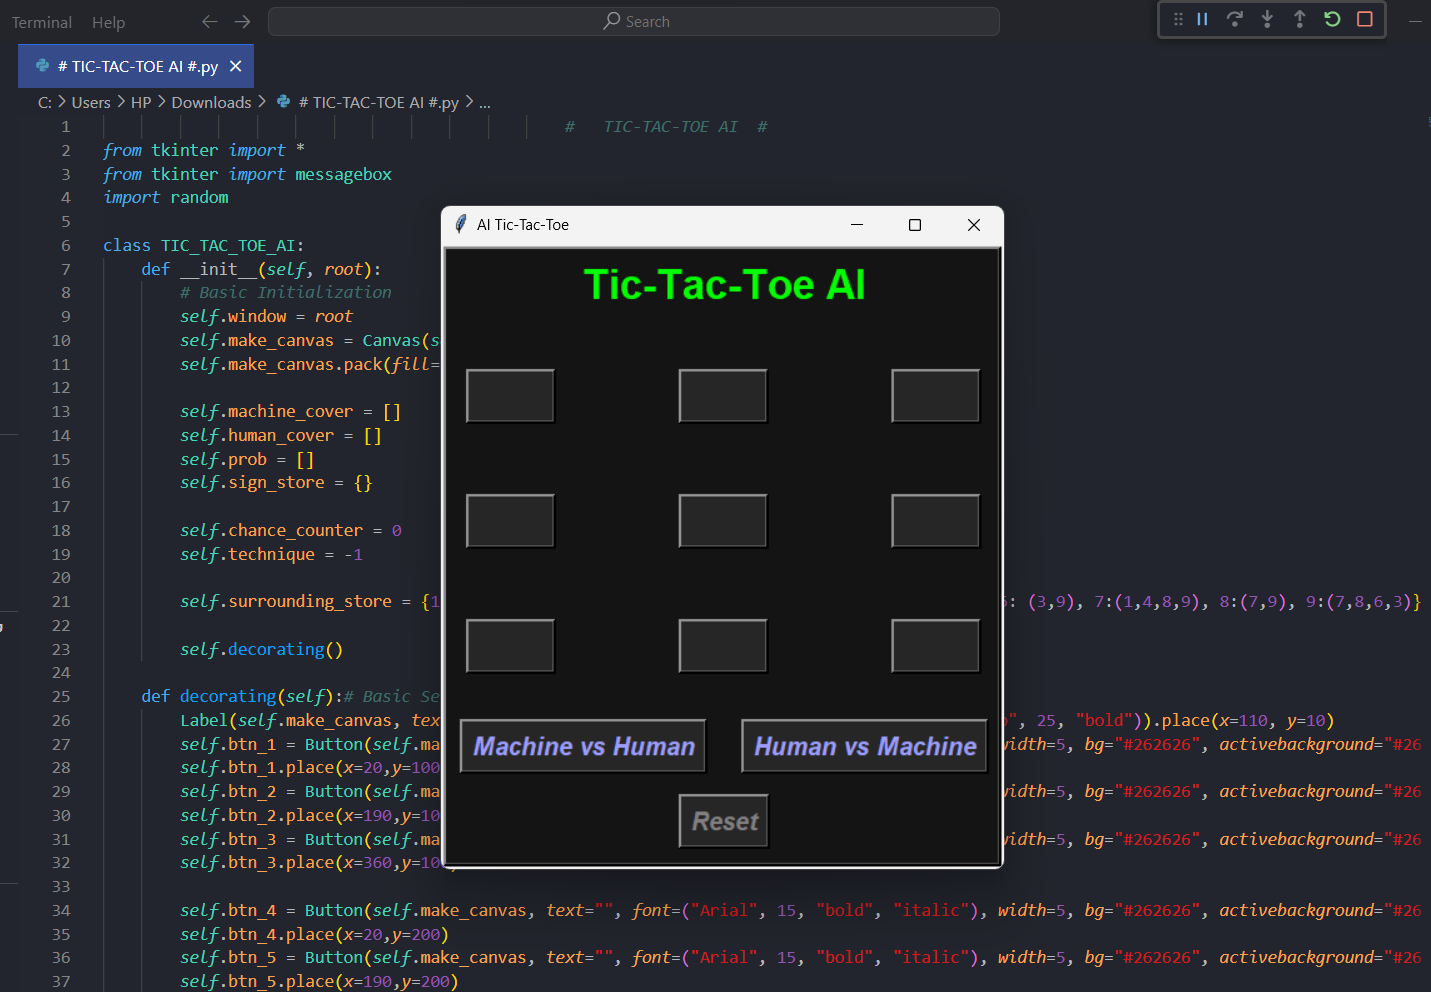 Terminal Help Search
# TIC-TAC-TOE AI #.py
C: > Users > HP > Downloads > # TIC-TAC-TOE AI #.py > ...
1 # TIC-TAC-TOE AI #
2 from tkinter import *
3 from tkinter import messagebox
4 import random
5
6 class TIC_TAC_TOE_AI:
7 def __init__(self, root):
8 # Basic Initialization
9 self.window = root
10 self.make_canvas = Canvas(s
11 self.make_canvas.pack(fill=
12
13 self.machine_cover = []
14 self.human_cover = []
15 self.prob = []
16 self.sign_store = {}
17
18 self.chance_counter = 0
19 self.technique = -1
20
21 self.surrounding_store = {1 : (3,9), 7:(1,4,8,9), 8:(7,9), 9:(7,8,6,3)}
22
23 self.decorating()
24
25 def decorating(self):# Basic Se
26 Label(self.make_canvas, tex ", 25, "bold")).place(x=110, y=10)
27 self.btn_1 = Button(self.ma width=5, bg="#262626", activebackground="#26
28 self.btn_1.place(x=20,y=100
29 self.btn_2 = Button(self.ma width=5, bg="#262626", activebackground="#26
30 self.btn_2.place(x=190,y=10
31 self.btn_3 = Button(self.ma width=5, bg="#262626", activebackground="#26
32 self.btn_3.place(x=360,y=10
33
34 self.btn_4 = Button(self.make_canvas, text="", font=("Arial", 15, "bold", "italic"), width=5, bg="#262626", activebackground="#26
35 self.btn_4.place(x=20,y=200)
36 self.btn_5 = Button(self.make_canvas, text="", font=("Arial", 15, "bold", "italic"), width=5, bg="#262626", activebackground="#26
37 self.btn_5.place(x=190,y=200)
AI Tic-Tac-Toe
Tic-Tac-Toe AI
Machine vs Human
Human vs Machine
Reset